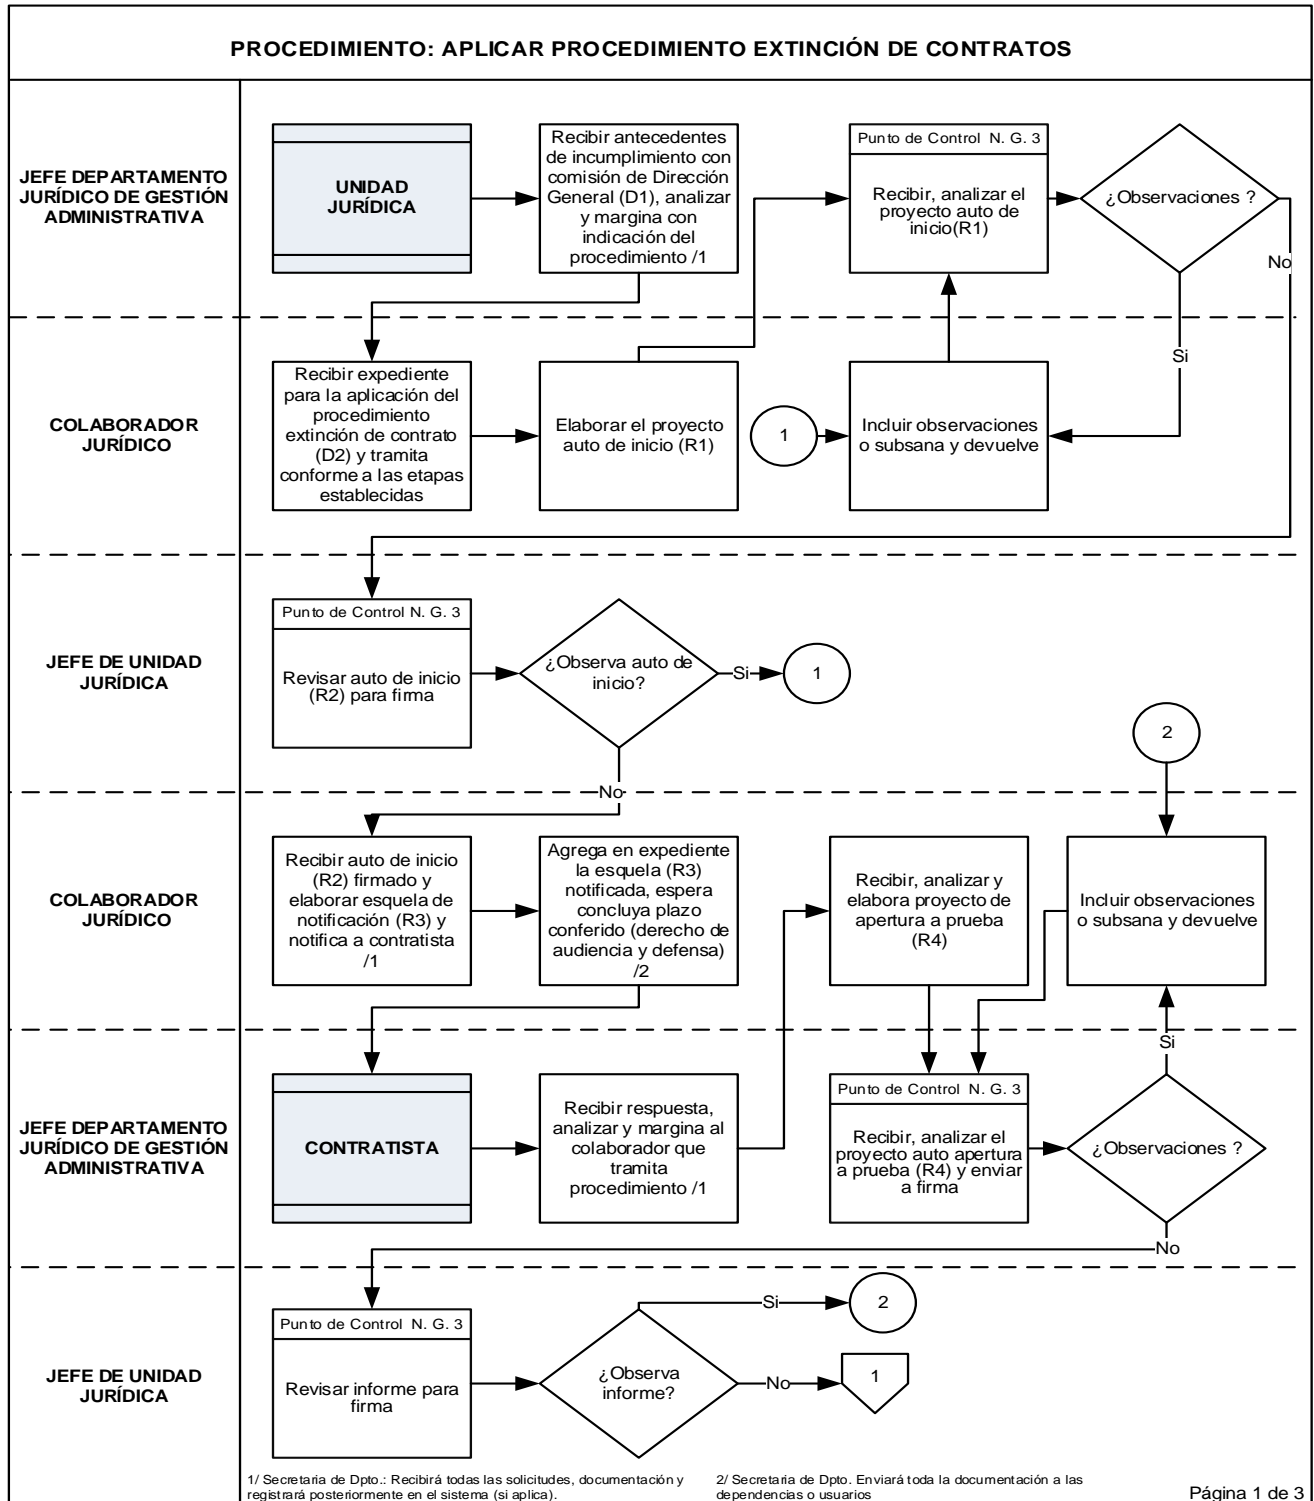 PROCEDIMIENTO: APLICAR PROCEDIMIENTO EXTINCIÓN DE CONTRATOS
JEFE DEPARTAMENTO
JURÍDICO DE GESTIÓN
ADMINISTRATIVA
UNIDAD
JURÍDICA
Recibir antecedentes
de incumplimiento con
comisión de Dirección
General (D1), analizar
y margina con
indicación del
procedimiento /1
Punto de Control N. G. 3
Recibir, analizar el
proyecto auto de
inicio(R1)
¿Observaciones ?
No
Si
COLABORADOR
JURÍDICO
Recibir expediente
para la aplicación del
procedimiento
extinción de contrato
(D2) y tramita
conforme a las etapas
establecidas
Elaborar el proyecto
auto de inicio (R1)
1
Incluir observaciones
o subsana y devuelve
JEFE DE UNIDAD
JURÍDICA
Punto de Control N. G. 3
Revisar auto de inicio
(R2) para firma
¿Observa auto de
inicio?
Si
1
No
2
COLABORADOR
JURÍDICO
Recibir auto de inicio
(R2) firmado y
elaborar esquela de
notificación (R3) y
notifica a contratista
/1
Agrega en expediente
la esquela (R3)
notificada, espera
concluya plazo
conferido (derecho de
audiencia y defensa)
/2
Recibir, analizar y
elabora proyecto de
apertura a prueba
(R4)
Incluir observaciones
o subsana y devuelve
Si
JEFE DEPARTAMENTO
JURÍDICO DE GESTIÓN
ADMINISTRATIVA
CONTRATISTA
Recibir respuesta,
analizar y margina al
colaborador que
tramita
procedimiento /1
Punto de Control N. G. 3
Recibir, analizar el
proyecto auto apertura
a prueba (R4) y enviar
a firma
¿Observaciones ?
No
JEFE DE UNIDAD
JURÍDICA
Punto de Control N. G. 3
Revisar informe para
firma
¿Observa
informe?
Si
2
No
1
1/ Secretaria de Dpto.: Recibirá todas las solicitudes, documentación y
registrará posteriormente en el sistema (si aplica).
2/ Secretaria de Dpto. Enviará toda la documentación a las
dependencias o usuarios
Página 1 de 3